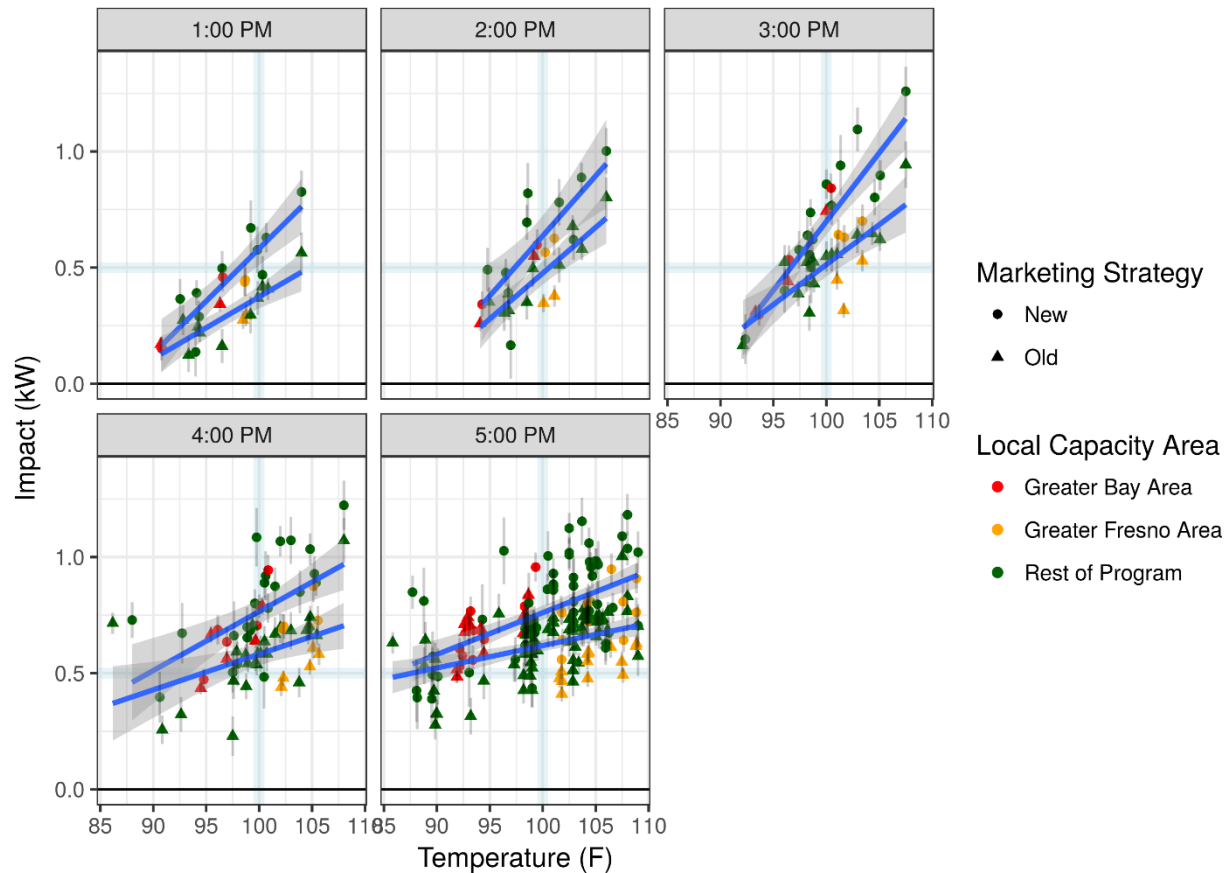 1:00 PM
2:00 PM
3:00 PM
1.0
0.5
0.0
85 90 95 100 105 110
4:00 PM
5:00 PM
1.0
0.5
0.0
85 90 95 100 105 110
85 90 95 100 105 110
Impact (kW)
Temperature (F)
Marketing Strategy
New
Old
Local Capacity Area
Greater Bay Area
Greater Fresno Area
Rest of Program